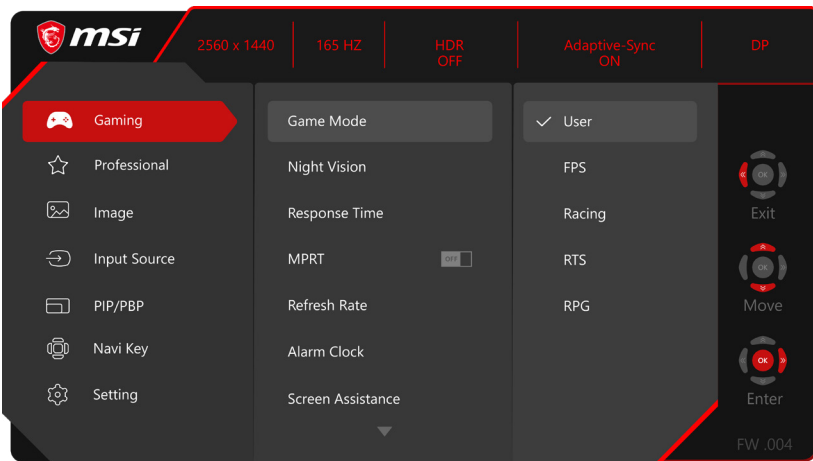 msi
2560 x 1440
165 HZ
HDR
OFF
Adaptive-Sync
ON
DP
Gaming
Professional
Image
Input Source
PIP/PBP
Navi Key
Setting
Game Mode
Night Vision
Response Time
MPRT
OFF
Refresh Rate
Alarm Clock
Screen Assistance
User
FPS
Racing
RTS
RPG
OK
Exit
OK
Move
OK
Enter
FW .004